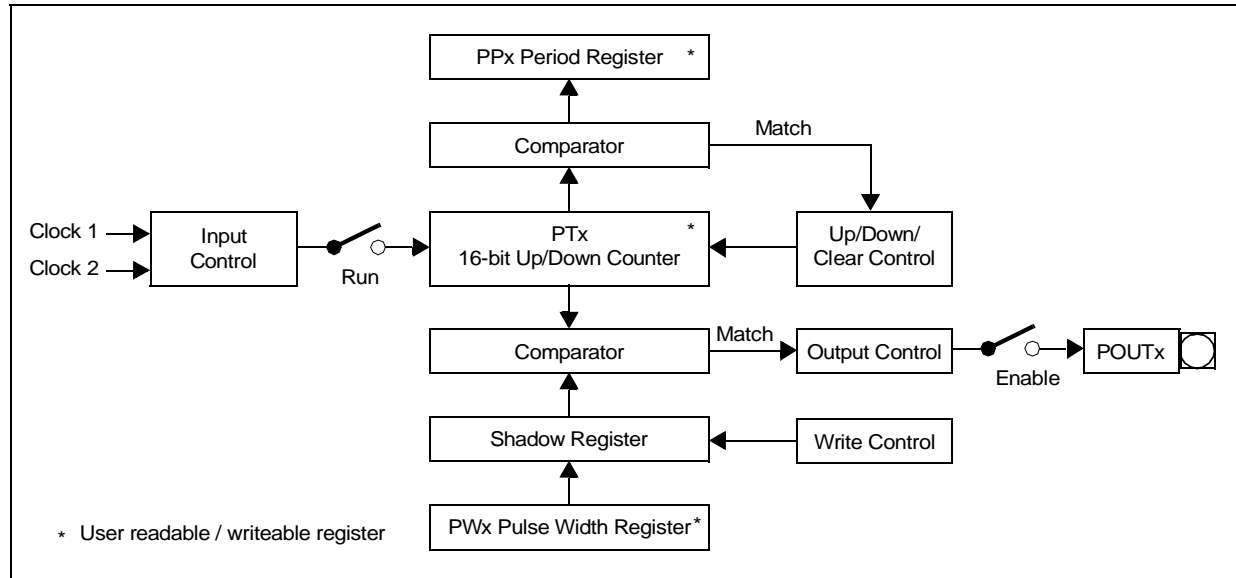 PPx Period Register *
Comparator
Match
Clock 1
Clock 2
Input
Control
Run
PTx *
16-bit Up/Down Counter
Up/Down/
Clear Control
Comparator
Match
Output Control
Enable
POUTx
Shadow Register
Write Control
PWx Pulse Width Register *
* User readable / writeable register